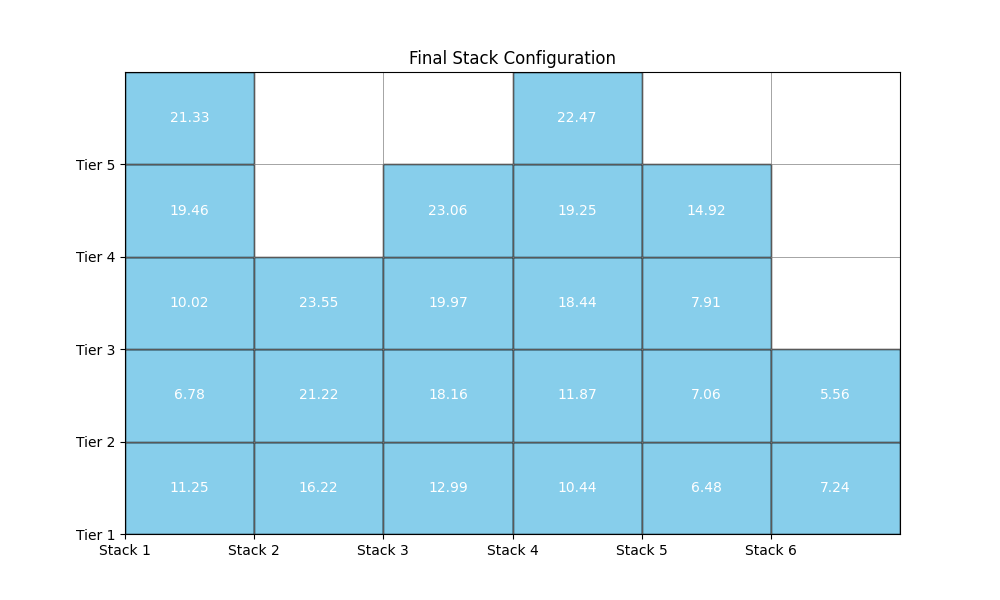 Final Stack Configuration
21.33 22.47
Tier 5
19.46 23.06 19.25 14.92
Tier 4
10.02 23.55 19.97 18.44 7.91
Tier 3
6.78 21.22 18.16 11.87 7.06 5.56
Tier 2
11.25 16.22 12.99 10.44 6.48 7.24
Tier 1
Stack 1 Stack 2 Stack 3 Stack 4 Stack 5 Stack 6